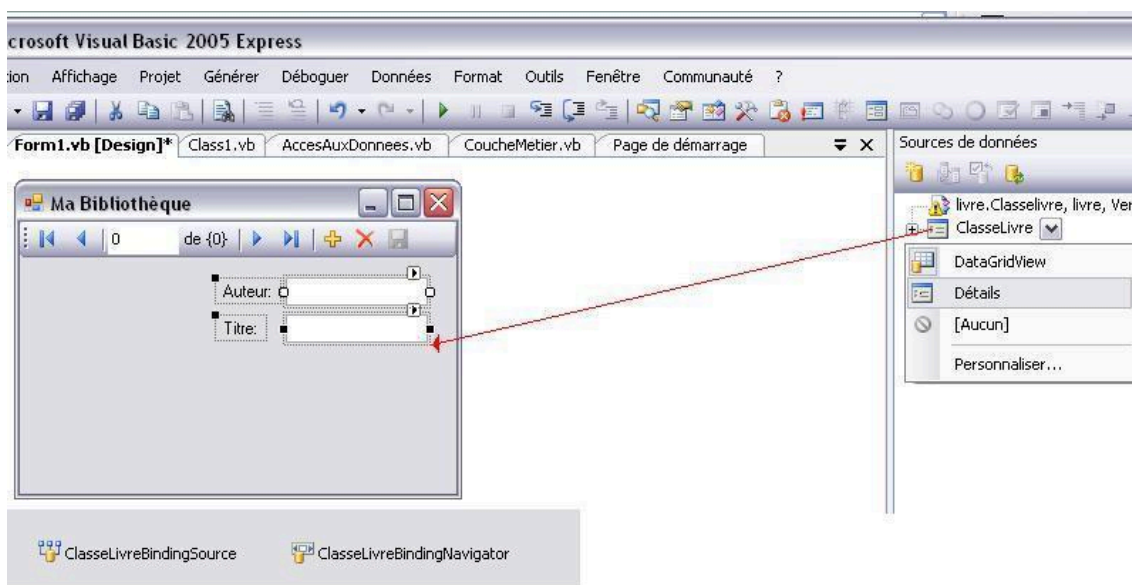 crosoft Visual Basic 2005 Express
tion Affichage Projet Générer Déboguer Données Format Outils Fenêtre Communauté ?
Form1.vb [Design]* Class1.vb AccesAuxDonnees.vb CoucheMetier.vb Page de démarrage
Sources de données
Ma Bibliothèque
livre.Classelivre, livre, Ver
0 de {0}
ClasseLivre
DataGridView
Auteur:
Détails
Titre:
[Aucun]
Personnaliser...
ClasseLivreBindingSource ClasseLivreBindingNavigator